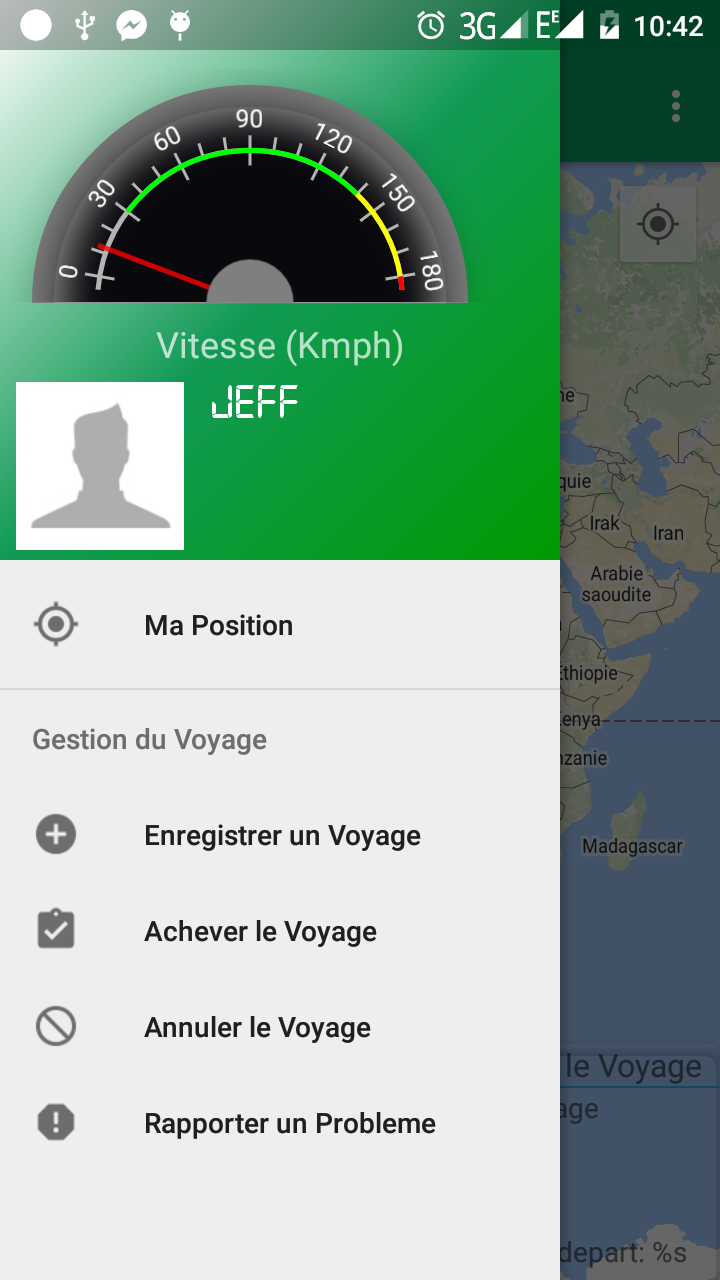 3G E E 10:42
0 30 60 90 120 150 180
Vitesse (Kmph)
JEFF
Ma Position
Gestion du Voyage
Enregistrer un Voyage
Achever le Voyage
Annuler le Voyage
Rapporter un Probleme
ne
quie
Irak
Iran
Arabie
saoudite
Ethiopie
Kenya
nzanie
Madagascar
le Voyage
age
depart: %s